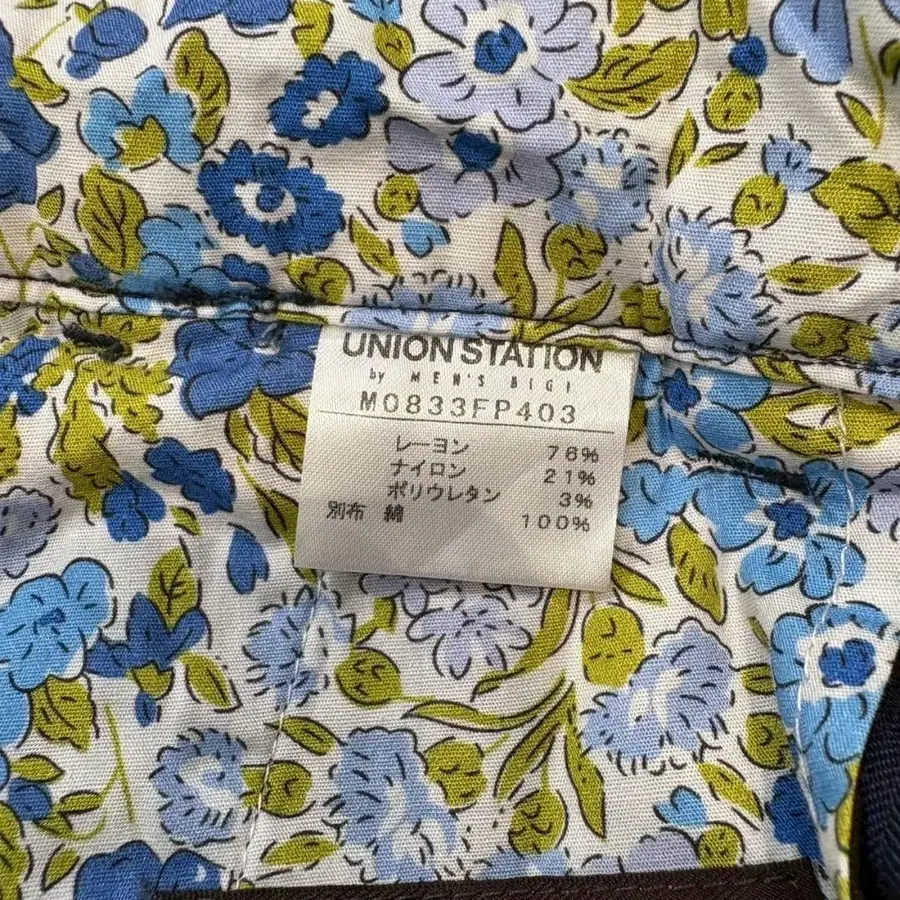 UNION STATION
by MEN'S BIGI
M0833FP403
レーヨン 76%
ナイロン 21%
ポリウレタン 3%
別布 綿 100%